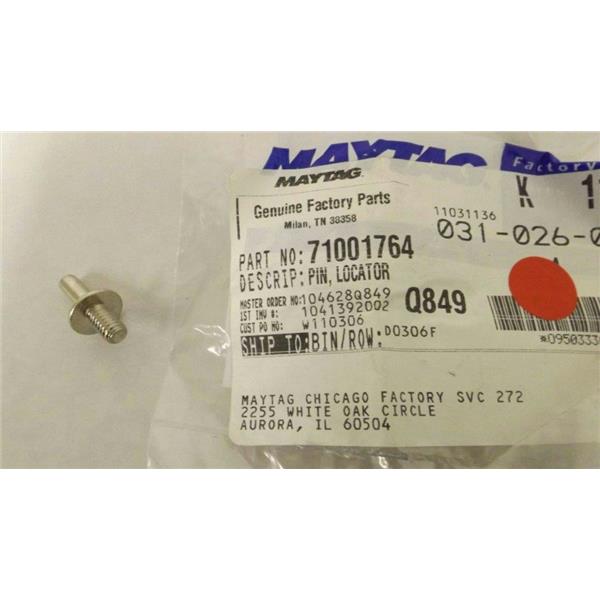 MAYTAG Factory
MAYTAG
Genuine Factory Parts
Milan, TN 38358
K
11031136
031-026-0
PART NO: 71001764
DESCRIP: PIN, LOCATOR
MASTER ORDER NO: 104628Q849 Q849
1ST INV #: 1041392002
CUST PO NO: W110306
SHIP TO: BIN/ROW: D0306F
*0950333
MAYTAG CHICAGO FACTORY SVC 272
2255 WHITE OAK CIRCLE
AURORA, IL 60504